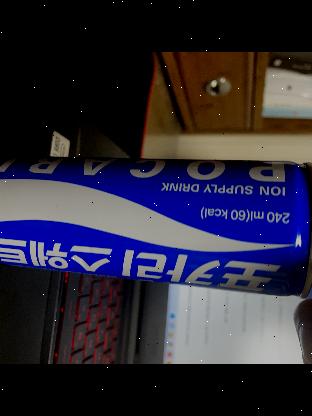 POCARI
ION SUPPLY DRINK
240 ml(60 kcal)
포카리 스웨트